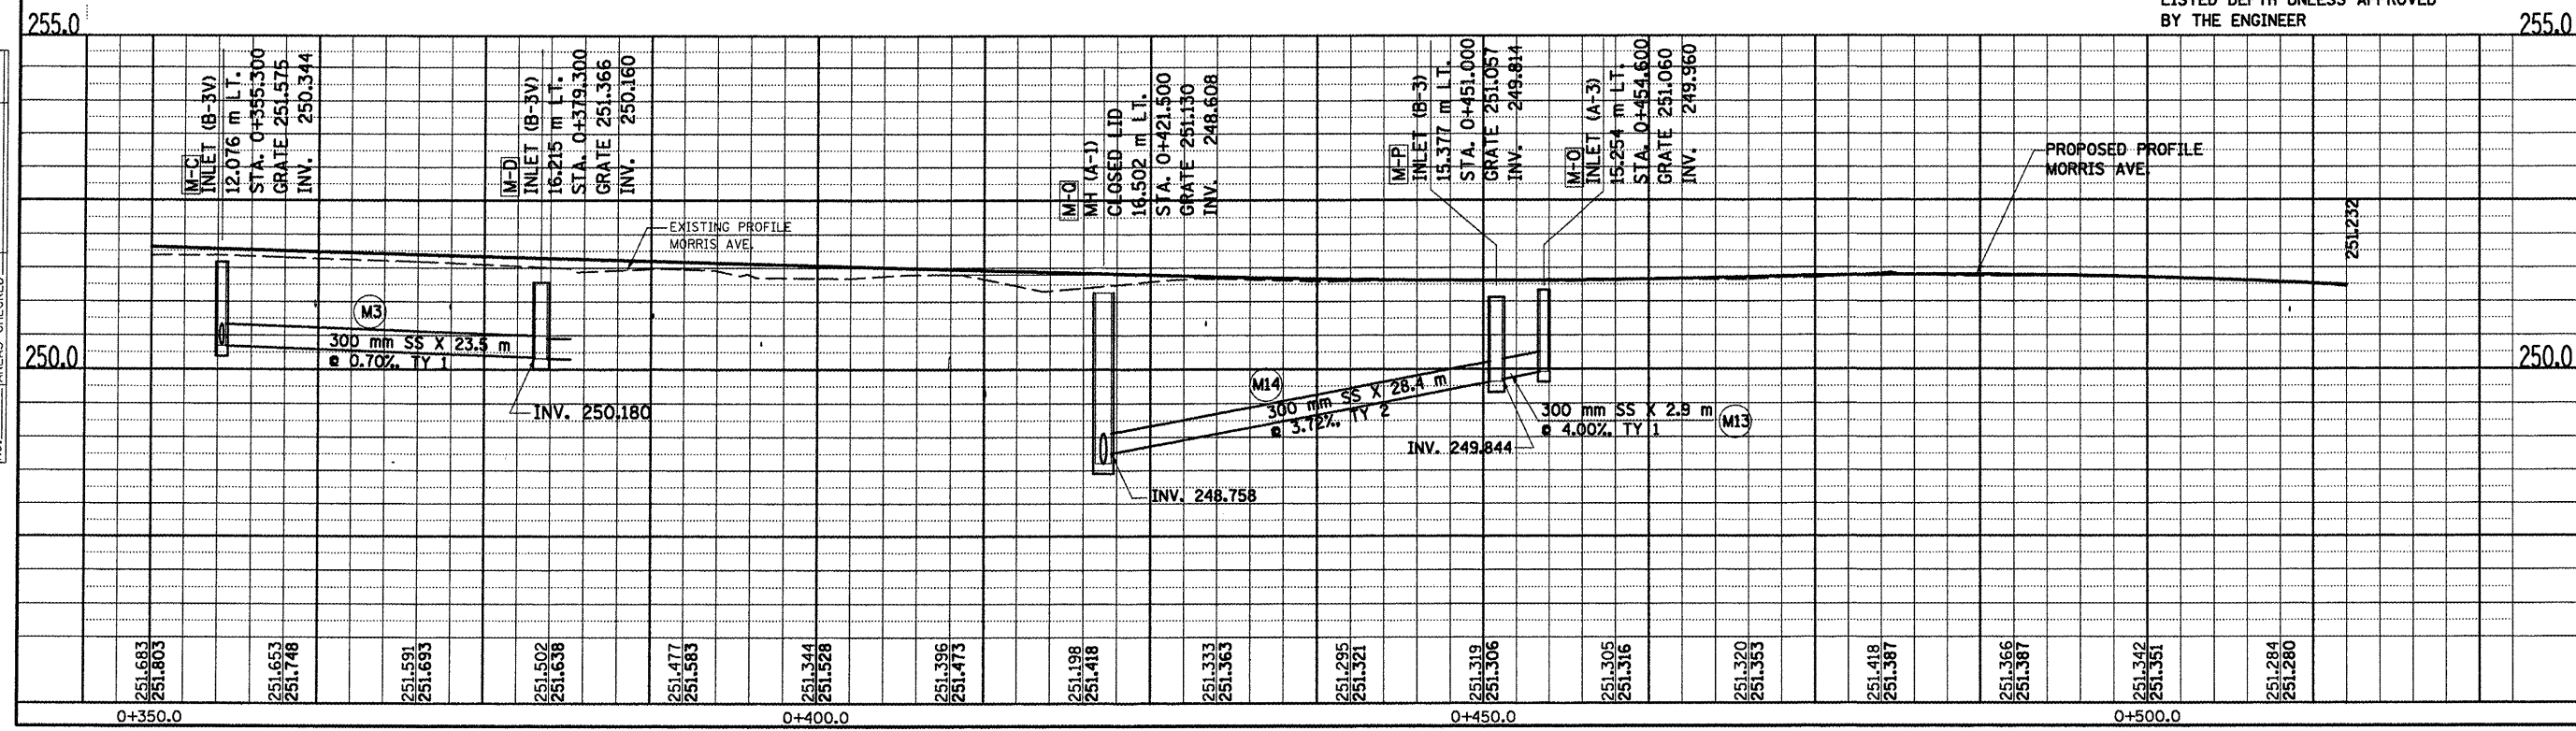 LISTED DEPTH UNLESS APPROVED
BY THE ENGINEER
255.0
255.0
M-C
INLET (B-3V)
12.076 m LT.
STA. 0+355.300
GRATE 251.575
INV. 250.344
M-D
INLET (B-3V)
16.215 m LT.
STA. 0+379.300
GRATE 251.366
INV. 250.160
M-Q
MH (A-1)
CLOSED LID
16.502 m LT.
STA. 0+421.500
GRATE 251.130
INV. 248.608
M-P
INLET (B-3)
15.377 m LT.
STA. 0+451.000
GRATE 251.057
INV. 249.814
M-O
INLET (A-3)
15.254 m LT.
STA. 0+454.600
GRATE 251.060
INV. 249.960
PROPOSED PROFILE
MORRIS AVE.
EXISTING PROFILE
MORRIS AVE.
251.232
M3
300 mm SS X 23.5 m
@ 0.70%, TY 1
250.0
250.0
INV. 250.180
M14
300 mm SS X 28.4 m
@ 3.72%, TY 2
300 mm SS X 2.9 m
@ 4.00%, TY 1
M13
INV. 249.844
INV. 248.758
251.683
251.803
251.653
251.748
251.591
251.693
251.502
251.638
251.477
251.583
251.344
251.528
251.396
251.473
251.198
251.418
251.333
251.363
251.295
251.321
251.319
251.306
251.305
251.316
251.320
251.353
251.418
251.387
251.366
251.387
251.342
251.351
251.284
251.280
0+350.0
0+400.0
0+450.0
0+500.0